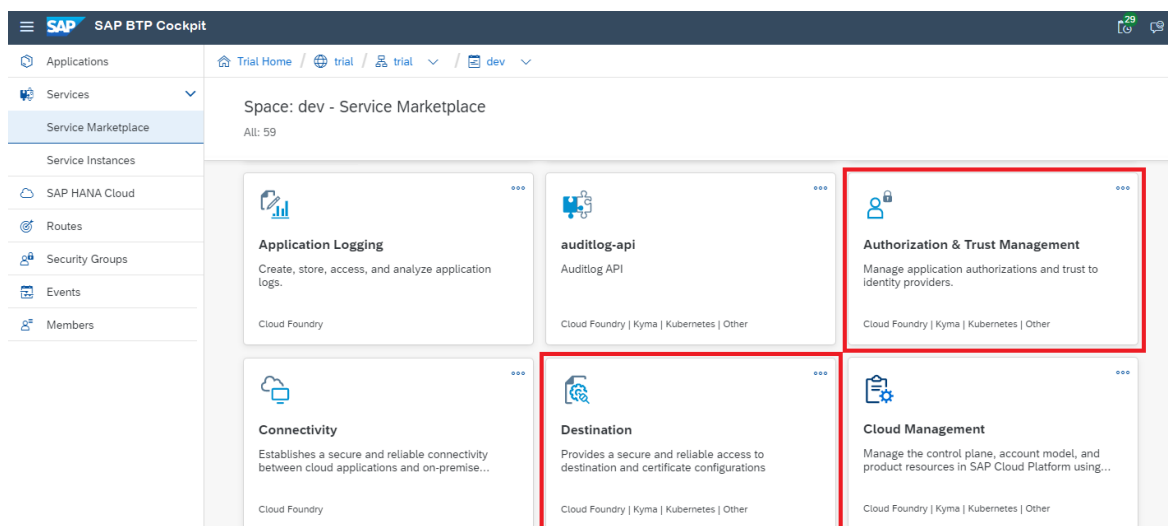 SAP SAP BTP Cockpit
29
Applications
Trial Home / trial / trial / dev
Services
Space: dev - Service Marketplace
Service Marketplace
All: 59
Service Instances
SAP HANA Cloud
Routes
Security Groups
Events
Members
Application Logging
Create, store, access, and analyze application
logs.
Cloud Foundry
auditlog-api
Auditlog API
Cloud Foundry | Kyma | Kubernetes | Other
Authorization & Trust Management
Manage application authorizations and trust to
identity providers.
Cloud Foundry | Kyma | Kubernetes | Other
Connectivity
Establishes a secure and reliable connectivity
between cloud applications and on-premise...
Cloud Foundry
Destination
Provides a secure and reliable access to
destination and certificate configurations
Cloud Foundry | Kyma | Kubernetes | Other
Cloud Management
Manage the control plane, account model, and
product resources in SAP Cloud Platform using...
Cloud Foundry | Kyma | Kubernetes | Other